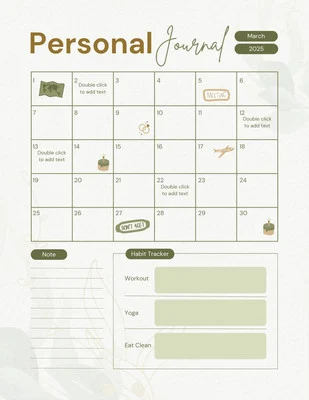 Personal Journal
March
2025
1 2 3 4 5 6
Double click
to add text
MEETING
7 8 9 10 11 12
Double click
to add text
13 14 15 16 17 18
Double click
to add text
19 20 21 22 23 24
Double click
to add text
25 26 27 28 29 30
DON'T FORGET
Note
Habit Tracker
Workout
Yoga
Eat Clean